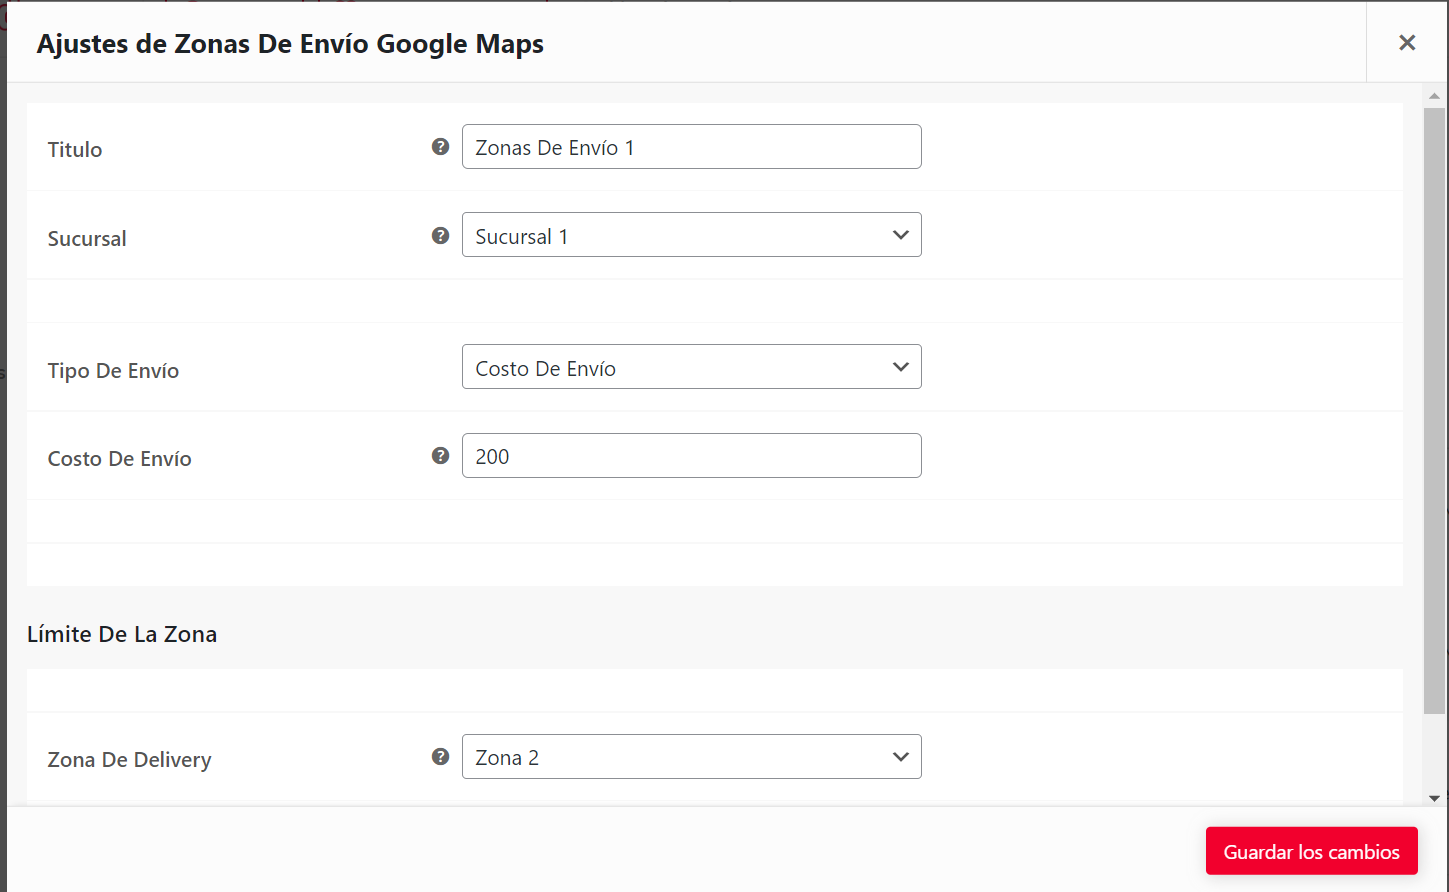 Ajustes de Zonas De Envío Google Maps
Titulo
Zonas De Envío 1
Sucursal
Sucursal 1
Tipo De Envío
Costo De Envío
Costo De Envío
200
Límite De La Zona
Zona De Delivery
Zona 2
Guardar los cambios